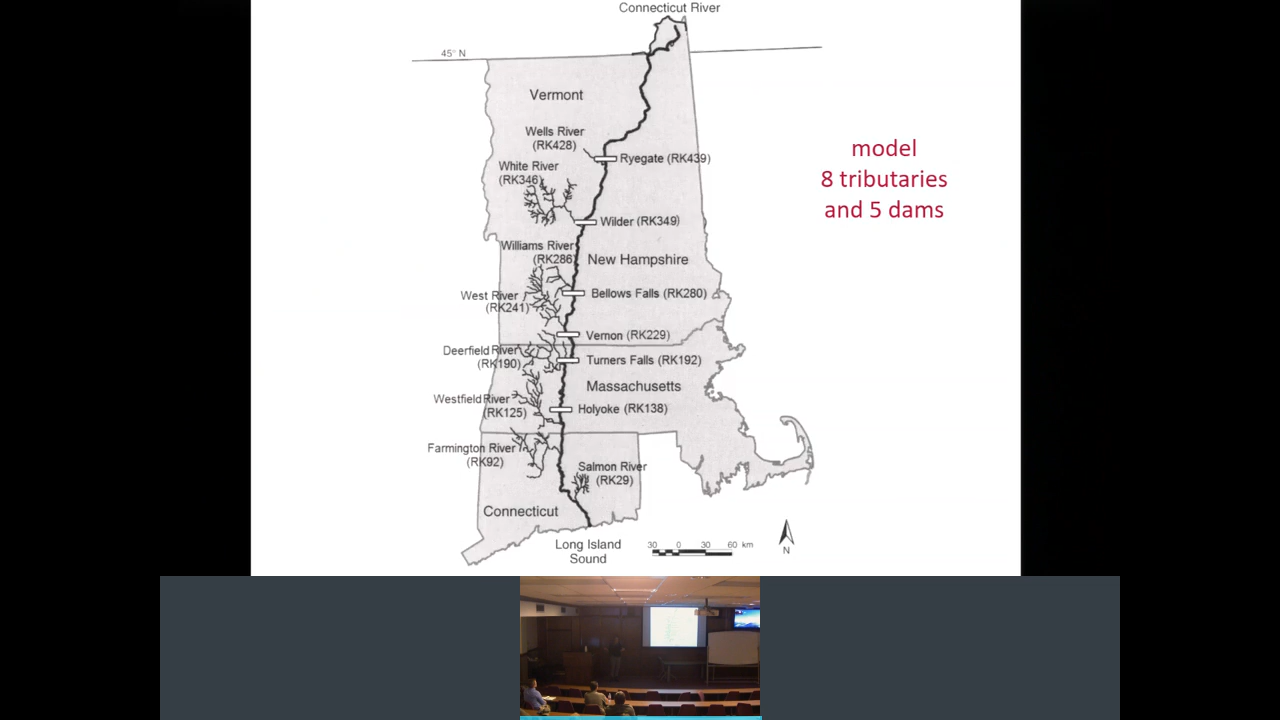 Connecticut River
45° N
Vermont
Wells River
(RK428)
Ryegate (RK439)
White River
(RK346)
Wilder (RK349)
Williams River
(RK286)
New Hampshire
West River
(RK241)
Bellows Falls (RK280)
Vernon (RK229)
Deerfield River
(RK190)
Turners Falls (RK192)
Massachusetts
Westfield River
(RK125)
Holyoke (RK138)
Farmington River
(RK92)
Salmon River
(RK29)
Connecticut
Long Island
Sound
30 0 30 60 km
N
model
8 tributaries
and 5 dams